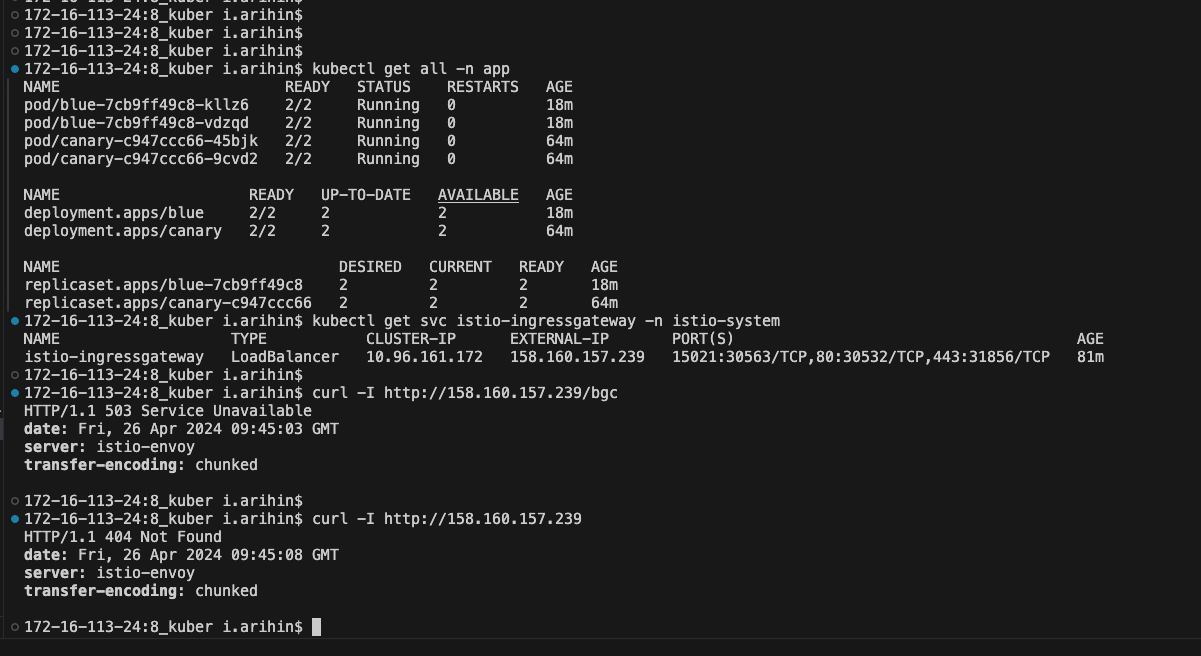 172-16-113-24:8_kuber i.arihin$
172-16-113-24:8_kuber i.arihin$
172-16-113-24:8_kuber i.arihin$
172-16-113-24:8_kuber i.arihin$ kubectl get all -n app
NAME READY STATUS RESTARTS AGE
pod/blue-7cb9ff49c8-kllz6 2/2 Running 0 18m
pod/blue-7cb9ff49c8-vdzqd 2/2 Running 0 18m
pod/canary-c947ccc66-45bjk 2/2 Running 0 64m
pod/canary-c947ccc66-9cvd2 2/2 Running 0 64m
NAME READY UP-TO-DATE AVAILABLE AGE
deployment.apps/blue 2/2 2 2 18m
deployment.apps/canary 2/2 2 2 64m
NAME DESIRED CURRENT READY AGE
replicaset.apps/blue-7cb9ff49c8 2 2 2 18m
replicaset.apps/canary-c947ccc66 2 2 2 64m
172-16-113-24:8_kuber i.arihin$ kubectl get svc istio-ingressgateway -n istio-system
NAME TYPE CLUSTER-IP EXTERNAL-IP PORT(S) AGE
istio-ingressgateway LoadBalancer 10.96.161.172 158.160.157.239 15021:30563/TCP,80:30532/TCP,443:31856/TCP 81m
172-16-113-24:8_kuber i.arihin$
172-16-113-24:8_kuber i.arihin$ curl -I http://158.160.157.239/bgc
HTTP/1.1 503 Service Unavailable
date: Fri, 26 Apr 2024 09:45:03 GMT
server: istio-envoy
transfer-encoding: chunked
172-16-113-24:8_kuber i.arihin$
172-16-113-24:8_kuber i.arihin$ curl -I http://158.160.157.239
HTTP/1.1 404 Not Found
date: Fri, 26 Apr 2024 09:45:08 GMT
server: istio-envoy
transfer-encoding: chunked
172-16-113-24:8_kuber i.arihin$